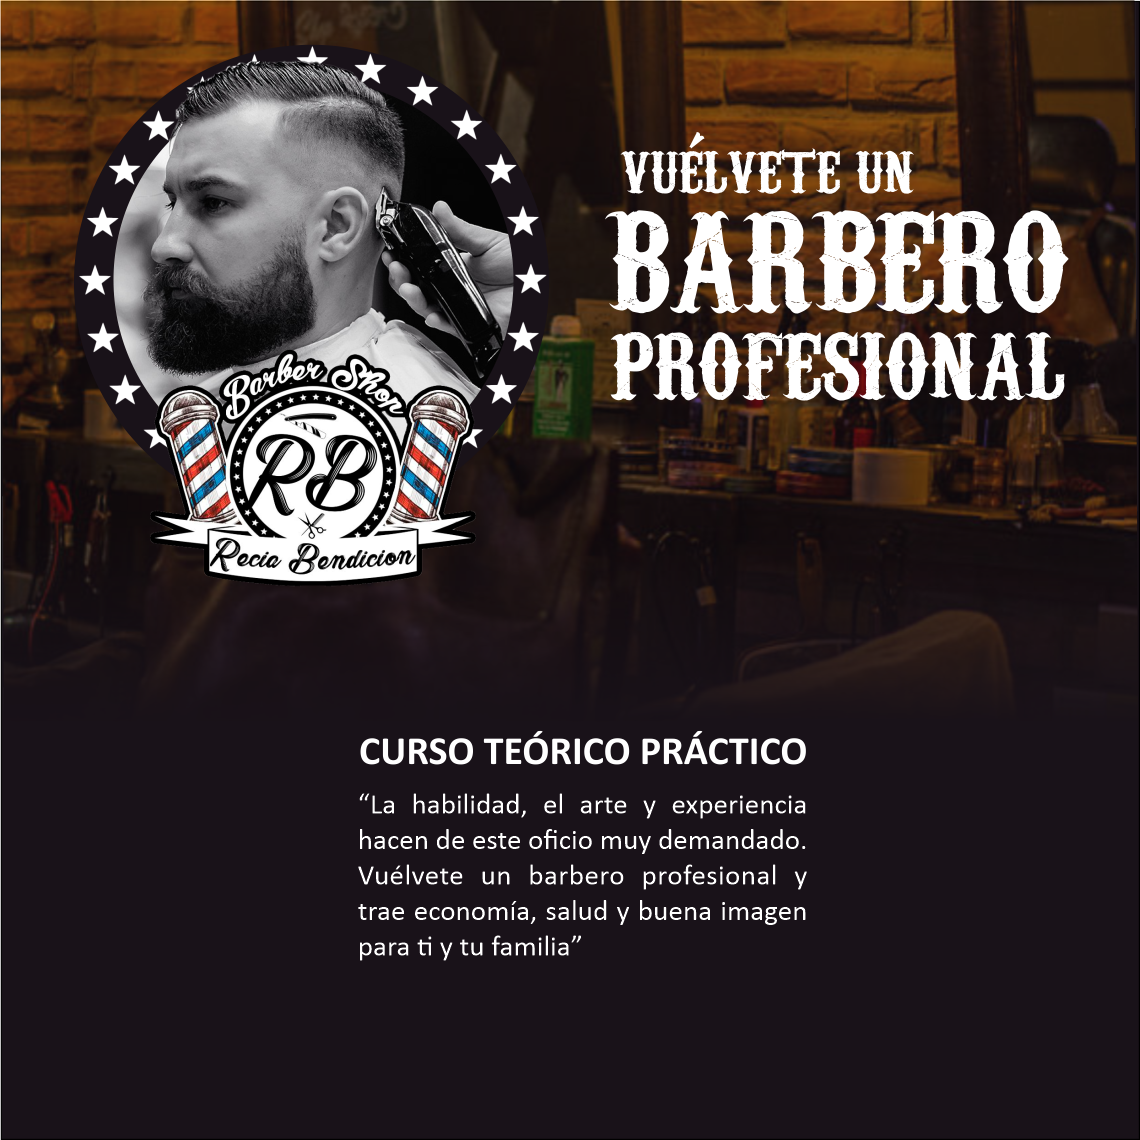 VUÉLVETE UN
BARBERO
PROFESIONAL
Barber Shop
RB
Recia Bendicion
CURSO TEÓRICO PRÁCTICO
“La habilidad, el arte y experiencia
hacen de este oficio muy demandado.
Vuélvete un barbero profesional y
trae economía, salud y buena imagen
para ti y tu familia”